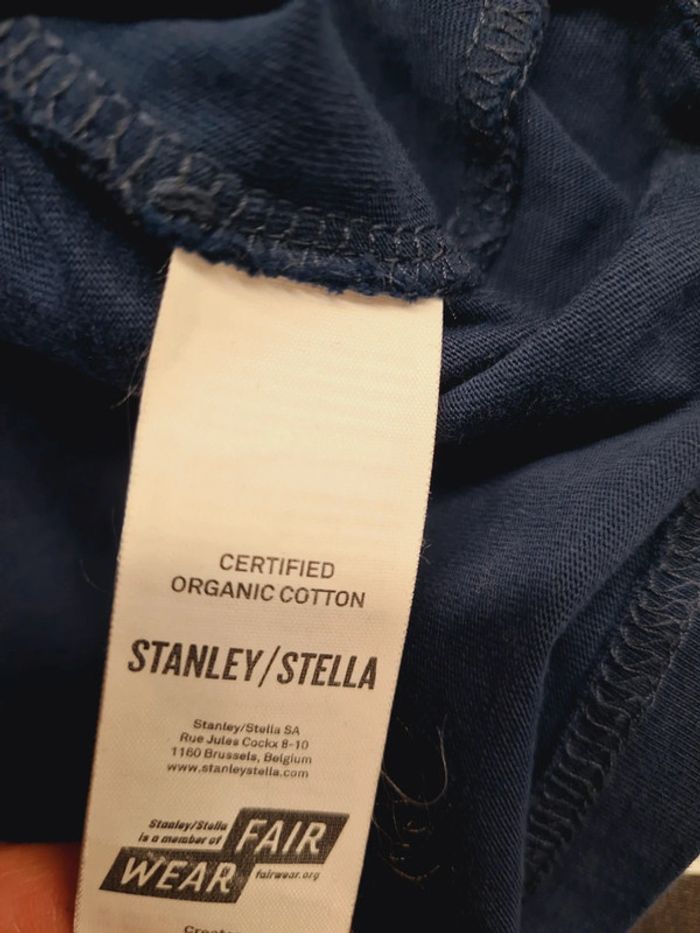 CERTIFIED
ORGANIC COTTON
STANLEY/STELLA
Stanley/Stella SA
Rue Jules Cockx 8-10
1160 Brussels, Belgium
www.stanleystella.com
Stanley/Stella
is a member of
FAIR
WEAR
fairwear.org